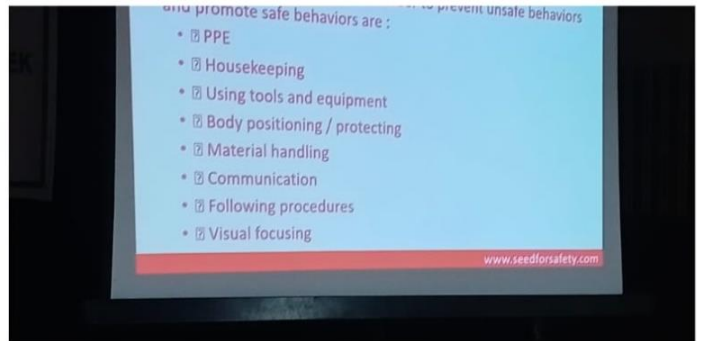 to prevent unsafe behaviors
and promote safe behaviors are :
• ⍰ PPE
• ⍰ Housekeeping
• ⍰ Using tools and equipment
• ⍰ Body positioning / protecting
• ⍰ Material handling
• ⍰ Communication
• ⍰ Following procedures
• ⍰ Visual focusing
www.seedforsafety.com